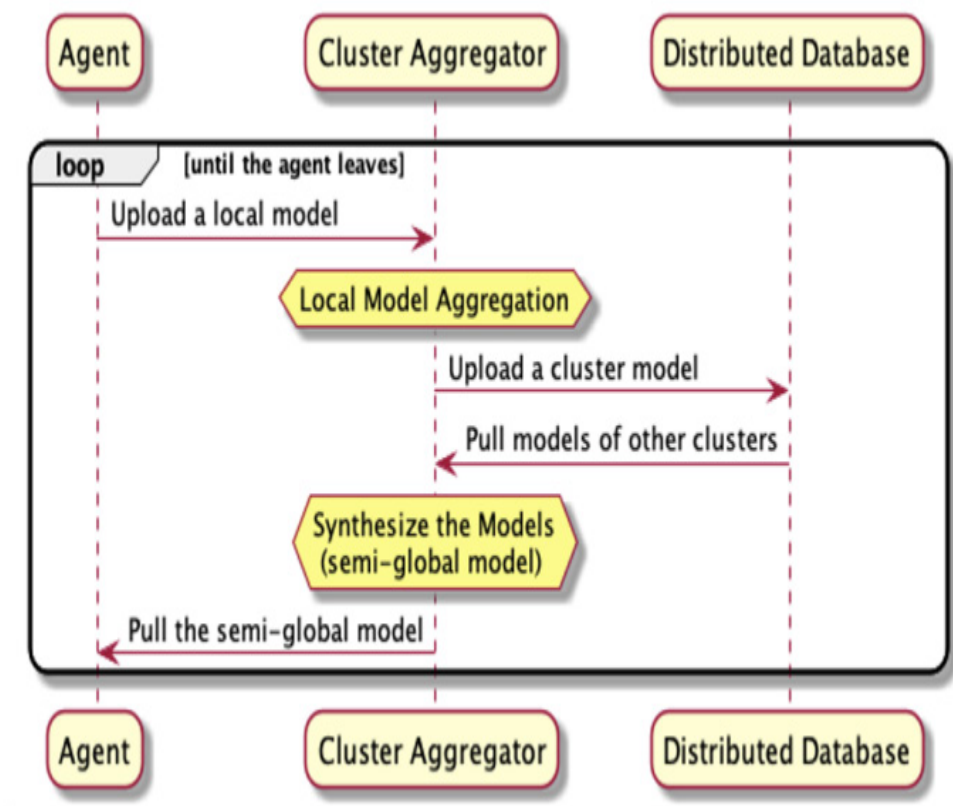 Agent
Cluster Aggregator
Distributed Database
loop
[until the agent leaves]
Upload a local model
Local Model Aggregation
Upload a cluster model
Pull models of other clusters
Synthesize the Models
(semi-global model)
Pull the semi-global model
Agent
Cluster Aggregator
Distributed Database